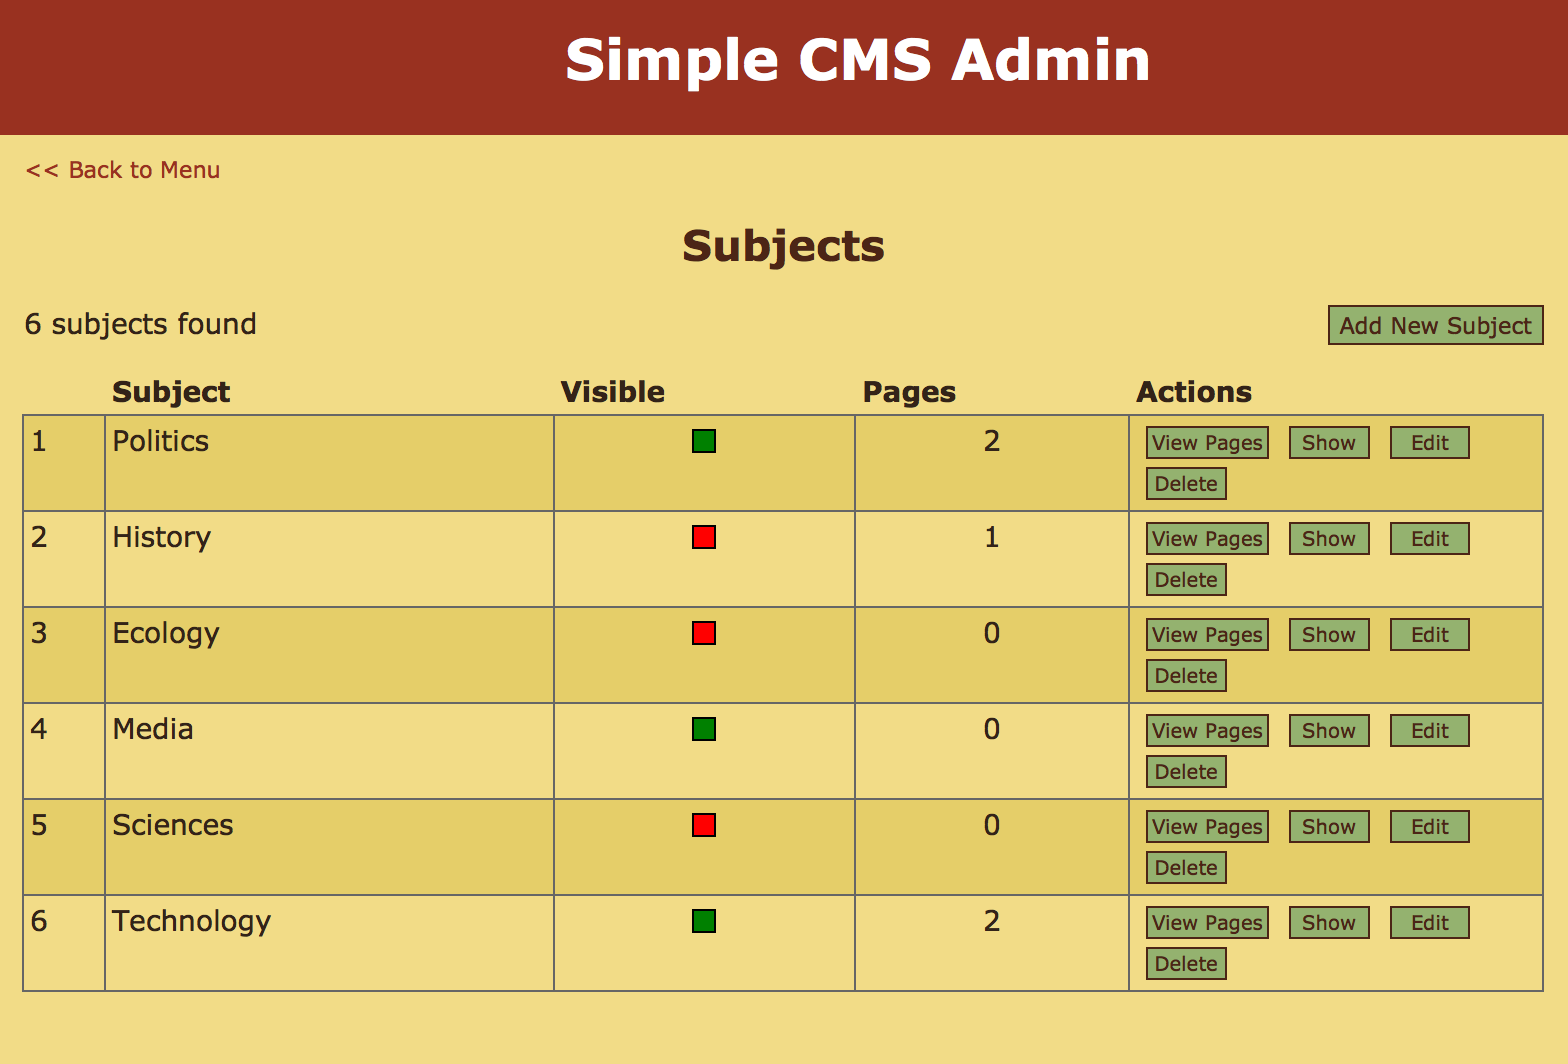 Simple CMS Admin
<< Back to Menu
Subjects
6 subjects found
Add New Subject
Subject Visible Pages Actions
1 Politics 2 View Pages Show Edit
Delete
2 History 1 View Pages Show Edit
Delete
3 Ecology 0 View Pages Show Edit
Delete
4 Media 0 View Pages Show Edit
Delete
5 Sciences 0 View Pages Show Edit
Delete
6 Technology 2 View Pages Show Edit
Delete